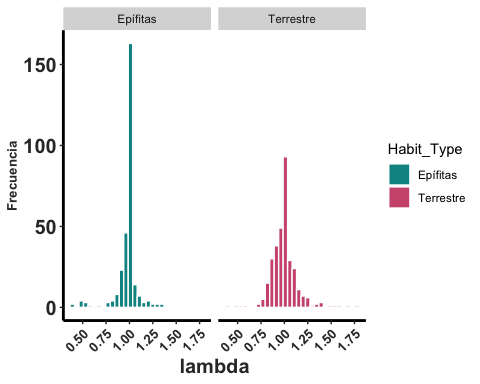 Epífitas Terrestre
150
100
50
0
Frecuencia
0.50 0.75 1.00 1.25 1.50 1.75 0.50 0.75 1.00 1.25 1.50 1.75
lambda
Habit_Type
Epífitas
Terrestre